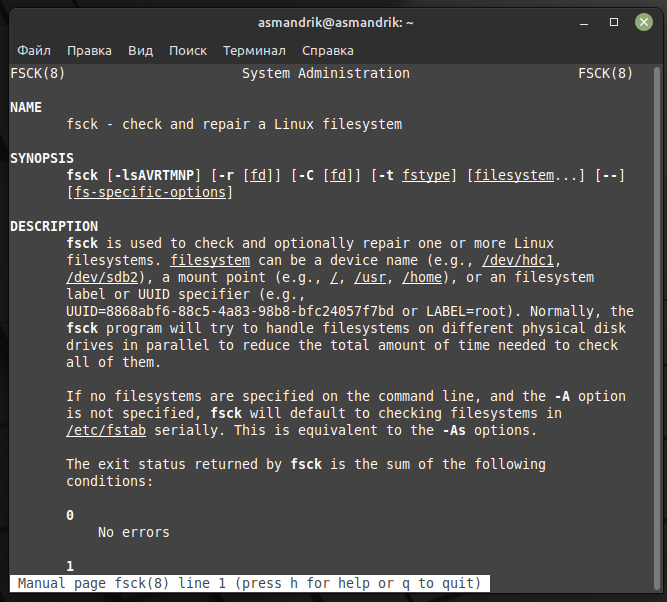 asmandrik@asmandrik: ~
Файл Правка Вид Поиск Терминал Справка
FSCK(8) System Administration FSCK(8)
NAME
fsck - check and repair a Linux filesystem
SYNOPSIS
fsck [-lsAVRTMNP] [-r [fd]] [-C [fd]] [-t fstype] [filesystem...] [--]
[fs-specific-options]
DESCRIPTION
fsck is used to check and optionally repair one or more Linux
filesystems. filesystem can be a device name (e.g., /dev/hdc1,
/dev/sdb2), a mount point (e.g., /, /usr, /home), or an filesystem
label or UUID specifier (e.g.,
UUID=8868abf6-88c5-4a83-98b8-bfc24057f7bd or LABEL=root). Normally, the
fsck program will try to handle filesystems on different physical disk
drives in parallel to reduce the total amount of time needed to check
all of them.
If no filesystems are specified on the command line, and the -A option
is not specified, fsck will default to checking filesystems in
/etc/fstab serially. This is equivalent to the -As options.
The exit status returned by fsck is the sum of the following
conditions:
0
No errors
1
Manual page fsck(8) line 1 (press h for help or q to quit)